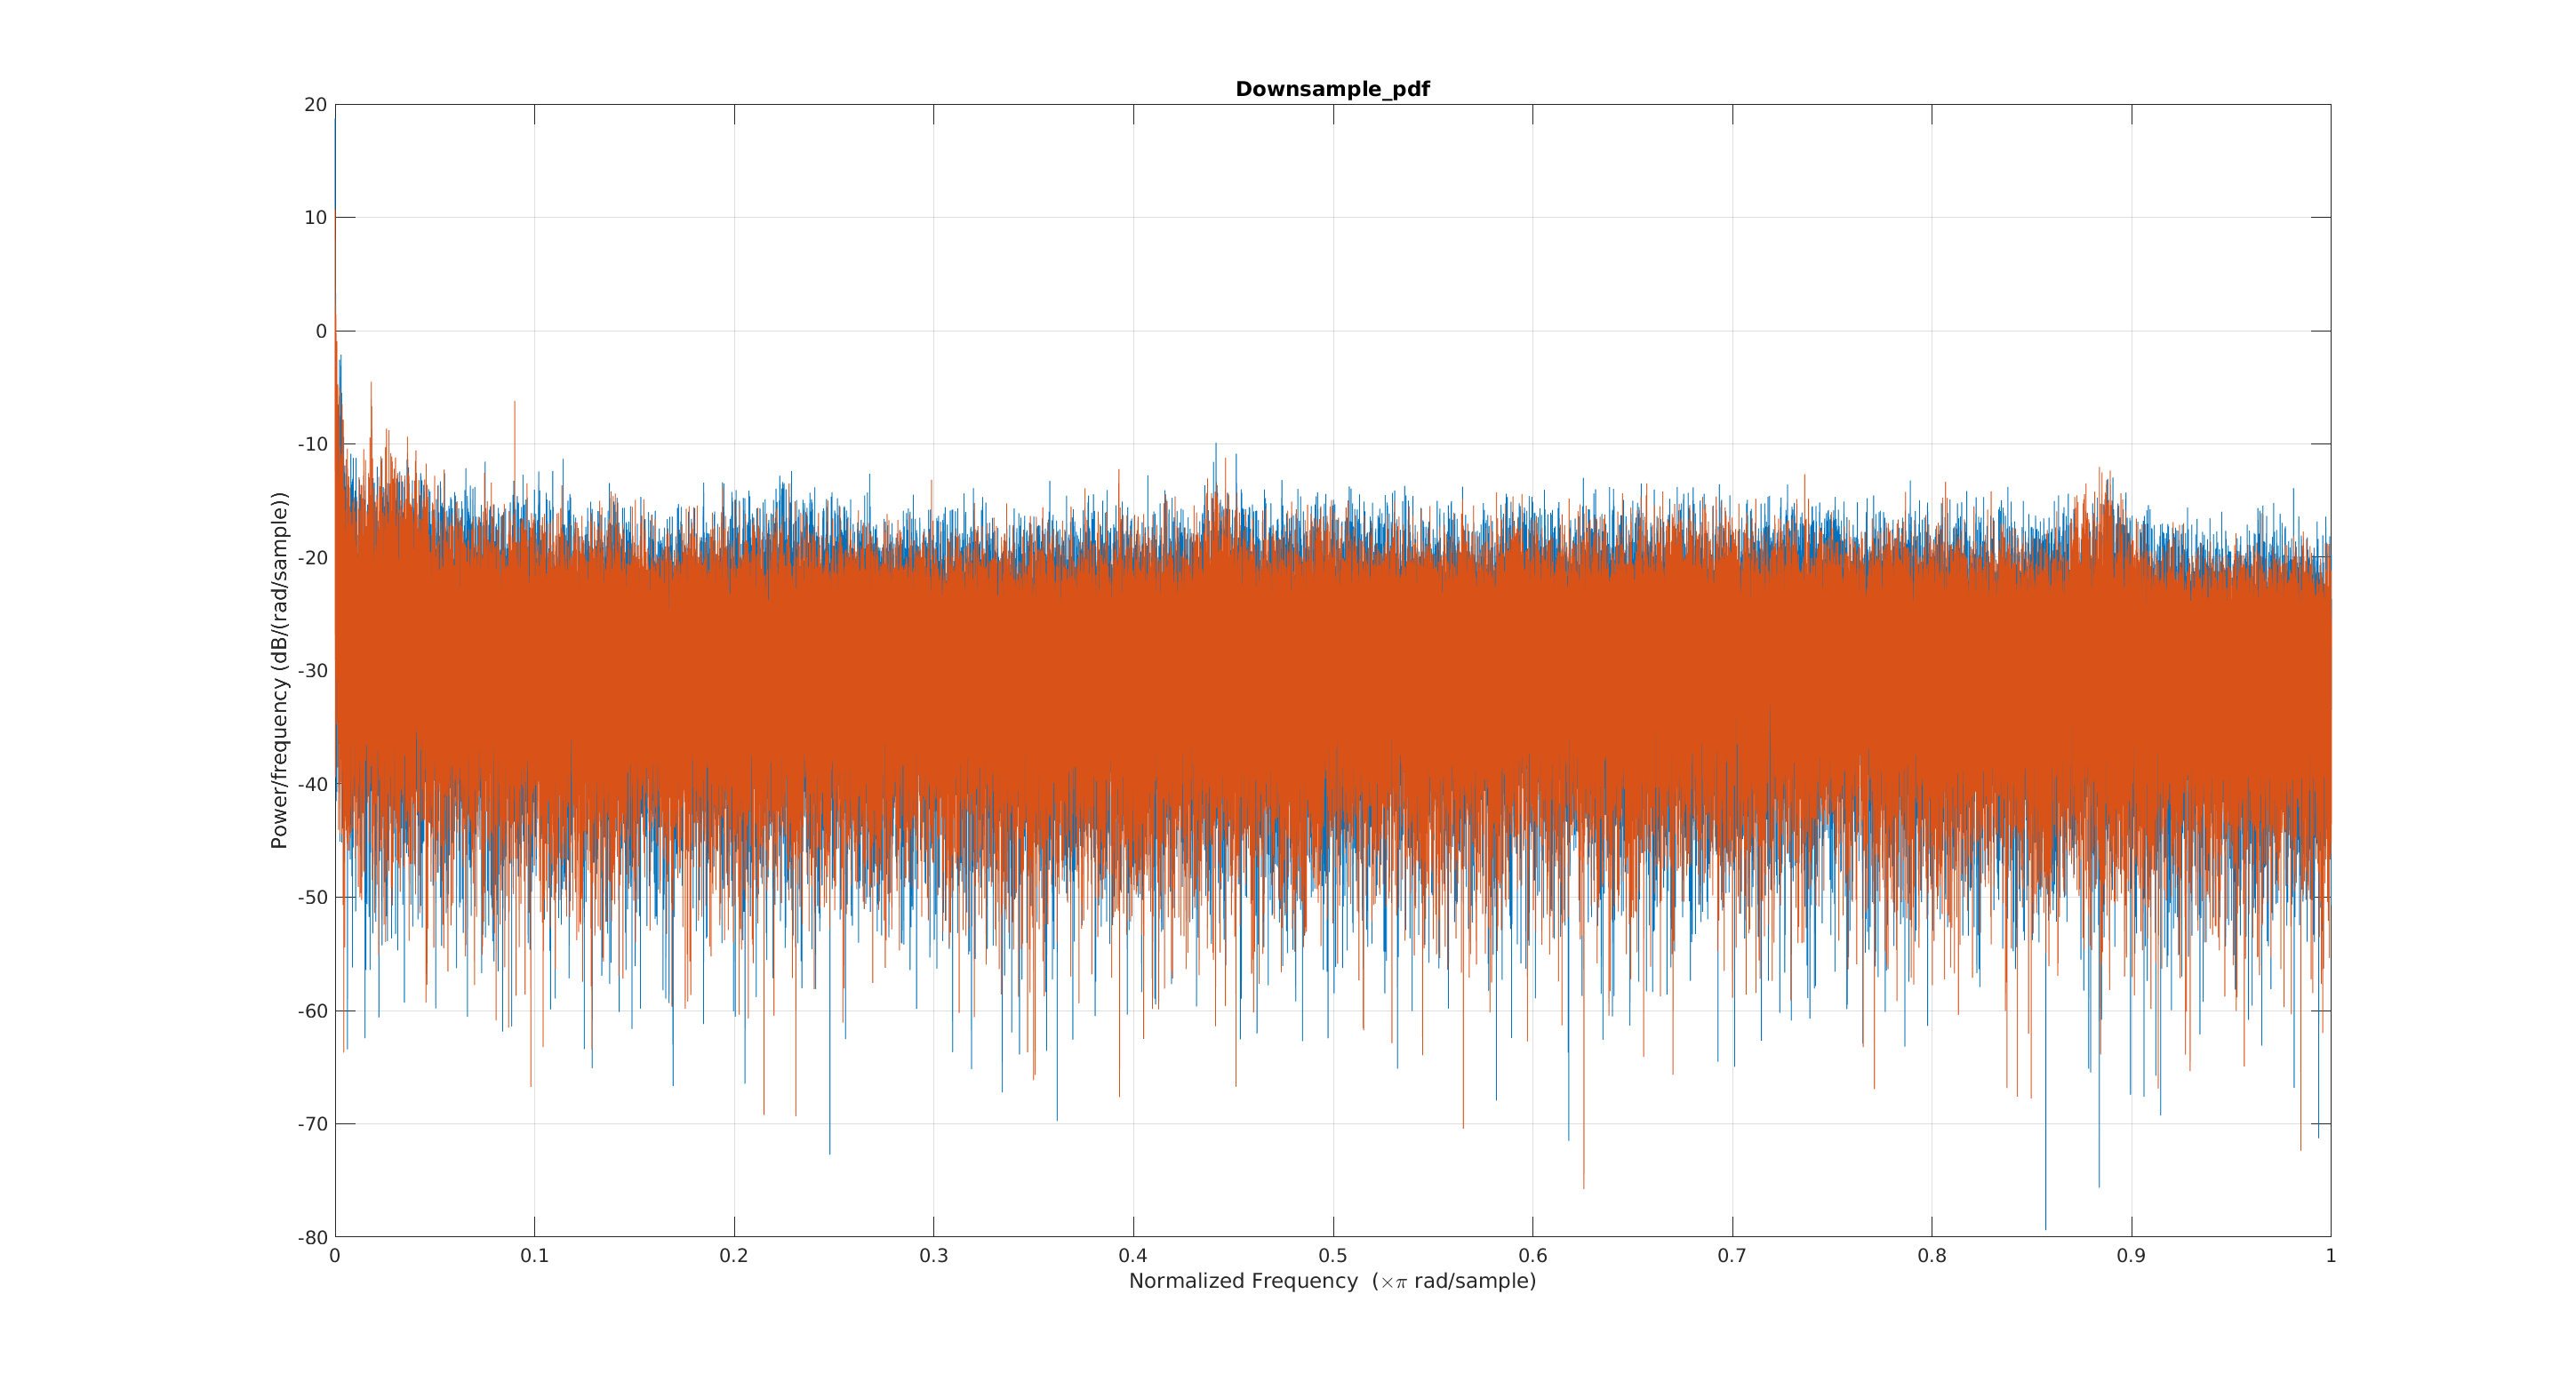 Downsample_pdf
20
10
0
-10
-20
-30
-40
-50
-60
-70
-80
Power/frequency (dB/(rad/sample))
0 0.1 0.2 0.3 0.4 0.5 0.6 0.7 0.8 0.9 1
Normalized Frequency (×π rad/sample)